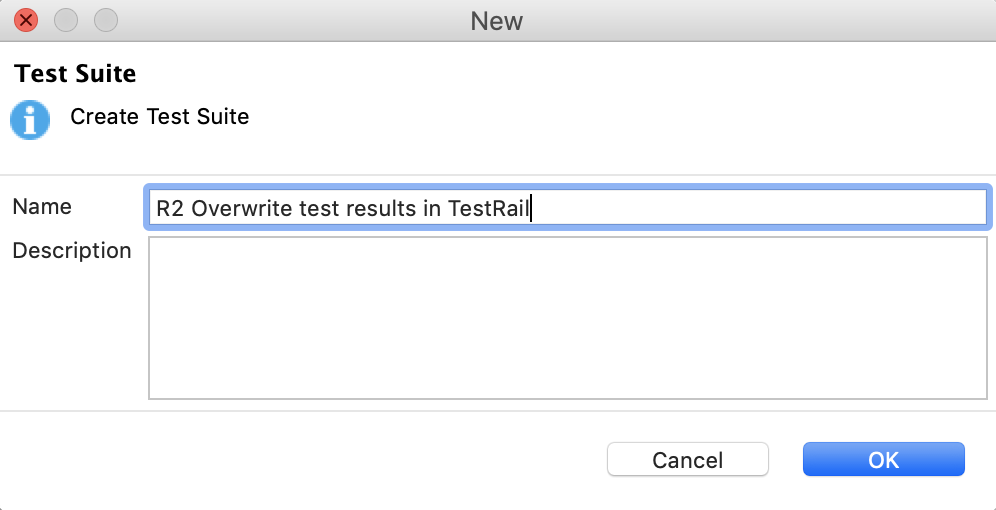 New
Test Suite
Create Test Suite
Name
R2 Overwrite test results in TestRail
Description
Cancel
OK